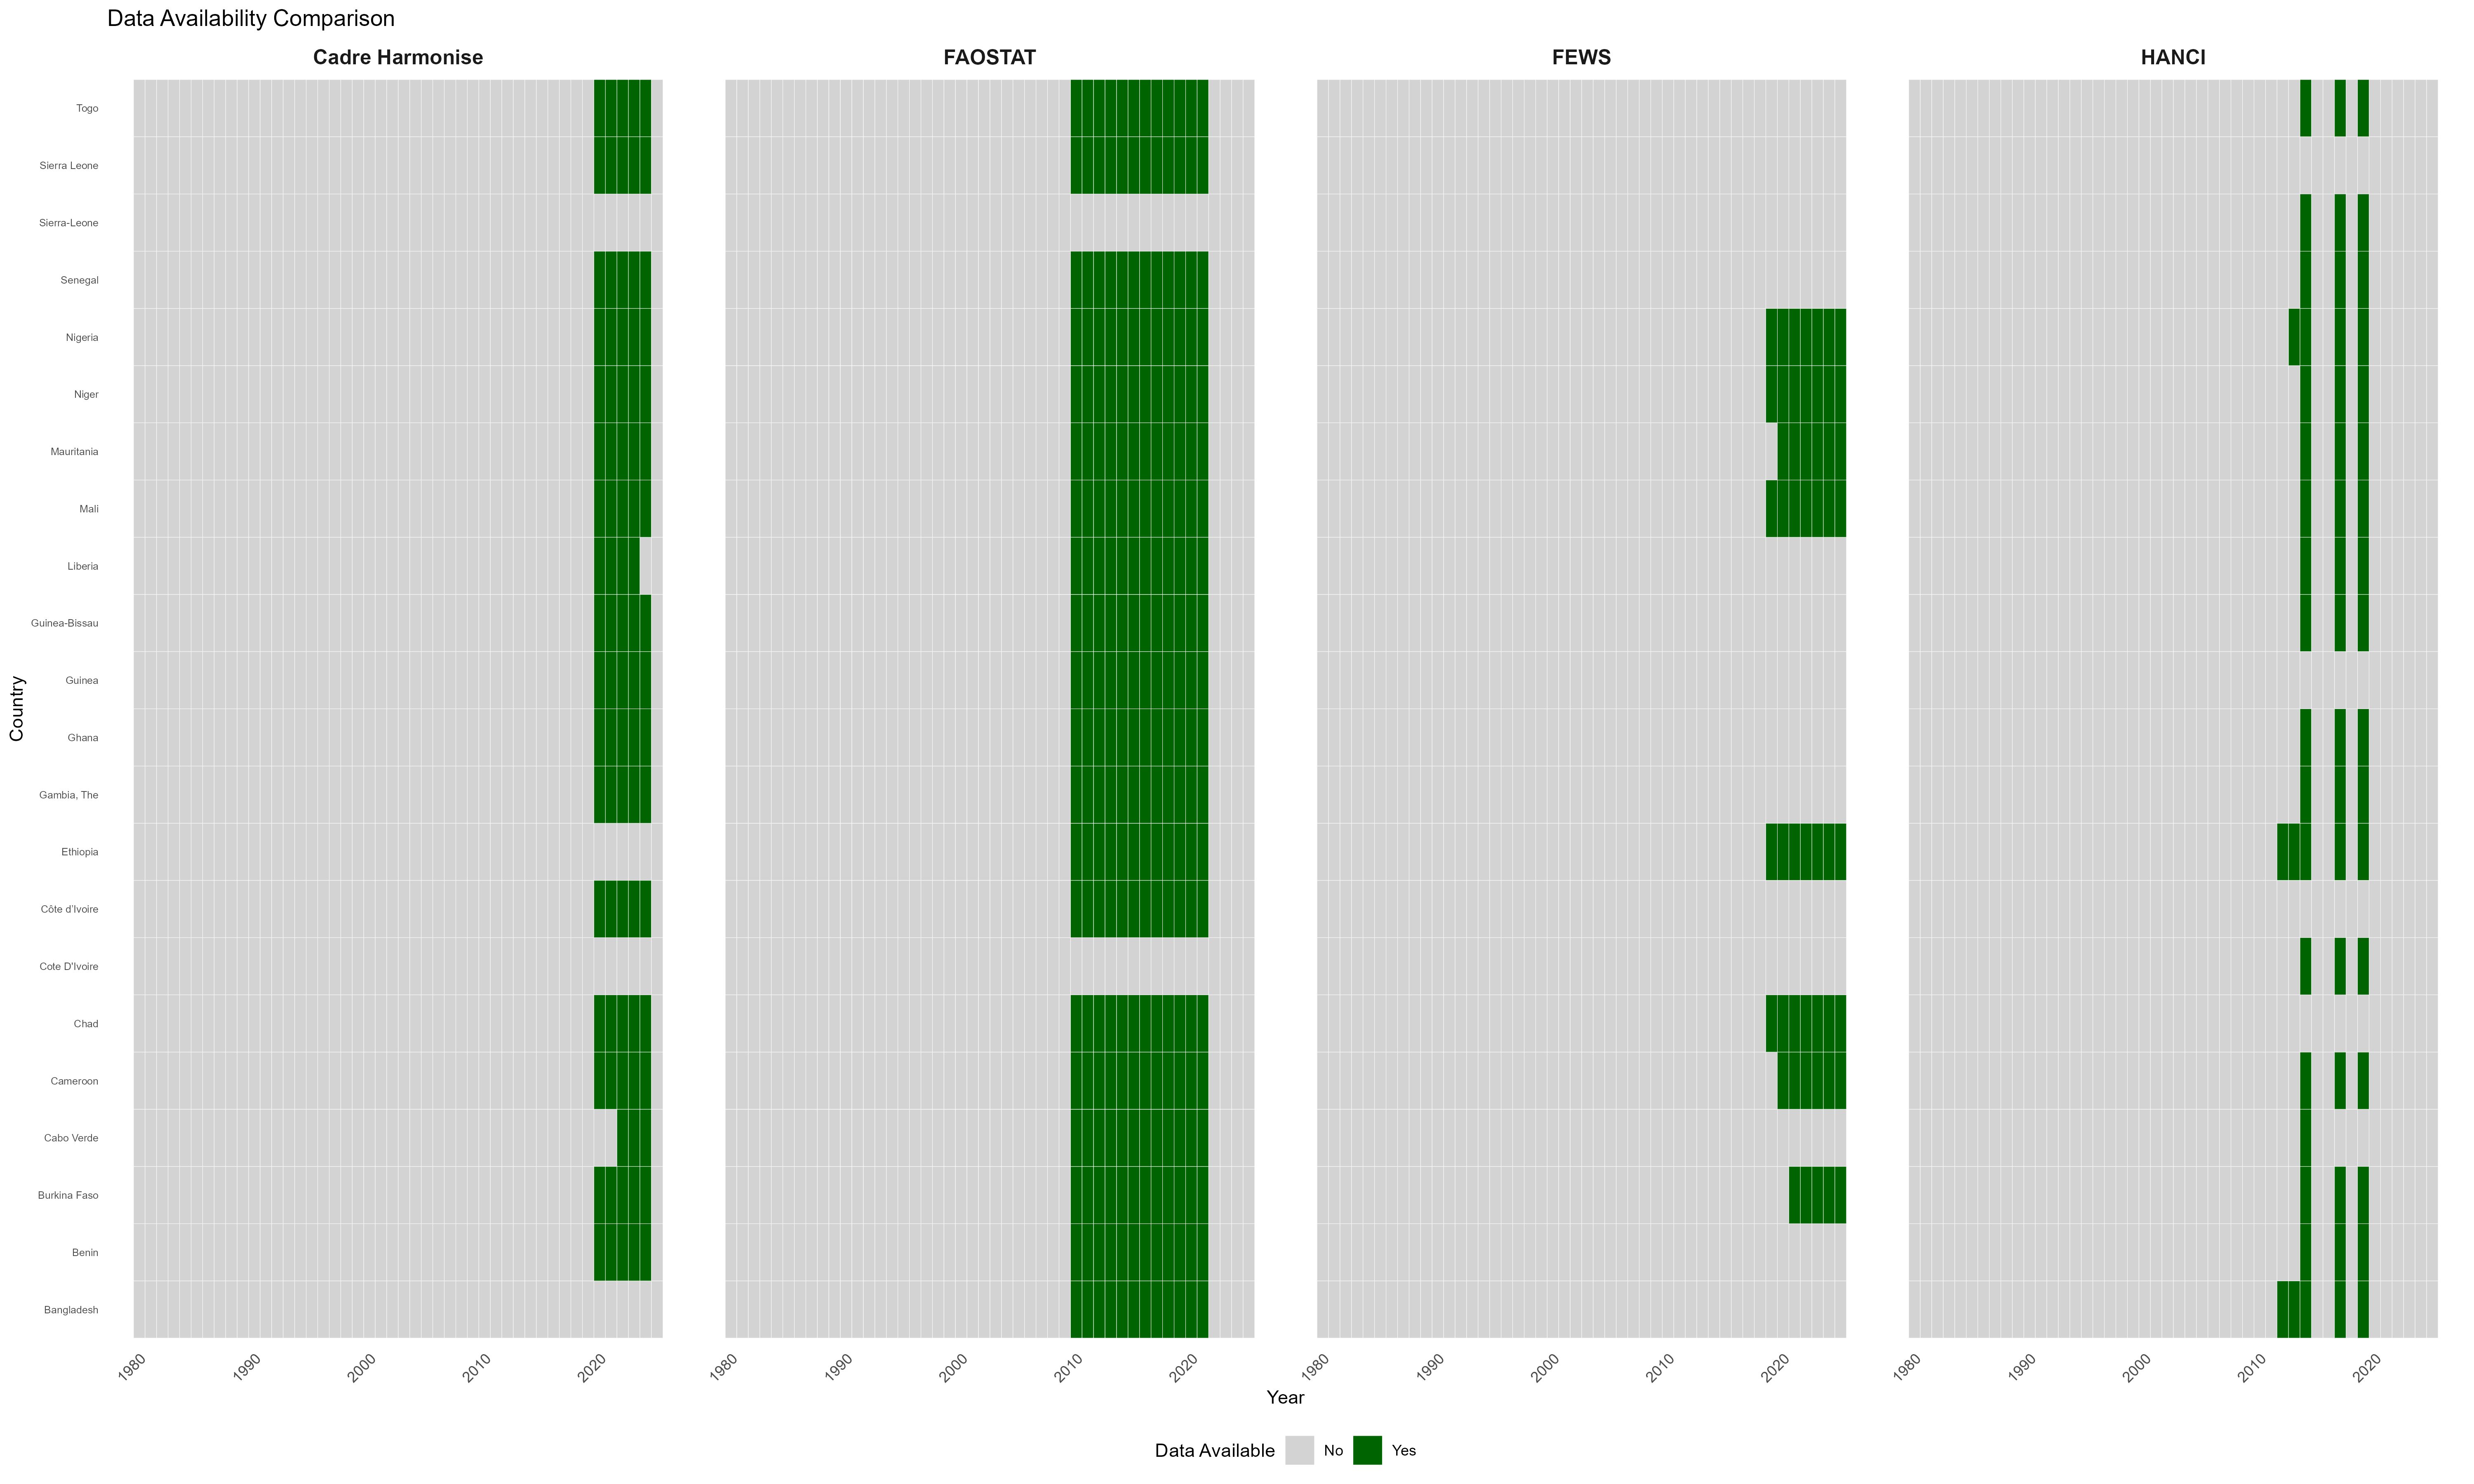 Data Availability Comparison
Cadre Harmonise FAOSTAT FEWS HANCI
Togo
Sierra Leone
Sierra-Leone
Senegal
Nigeria
Niger
Mauritania
Mali
Liberia
Guinea-Bissau
Guinea
Ghana
Gambia, The
Ethiopia
Côte d’Ivoire
Cote D'Ivoire
Chad
Cameroon
Cabo Verde
Burkina Faso
Benin
Bangladesh
Country
1980 1990 2000 2010 2020 1980 1990 2000 2010 2020 1980 1990 2000 2010 2020 1980 1990 2000 2010 2020
Year
Data Available No Yes